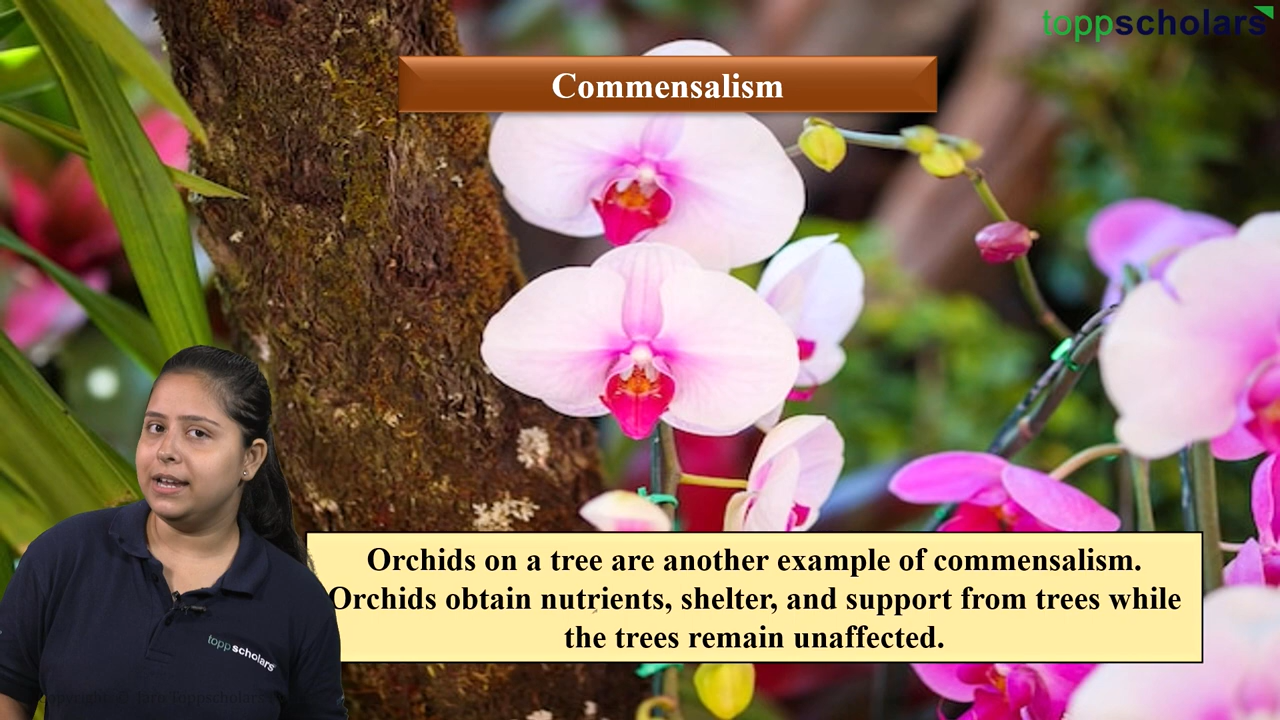 toppscholars
Commensalism
Orchids on a tree are another example of commensalism.
Orchids obtain nutrients, shelter, and support from trees while
the trees remain unaffected.
toppscholars